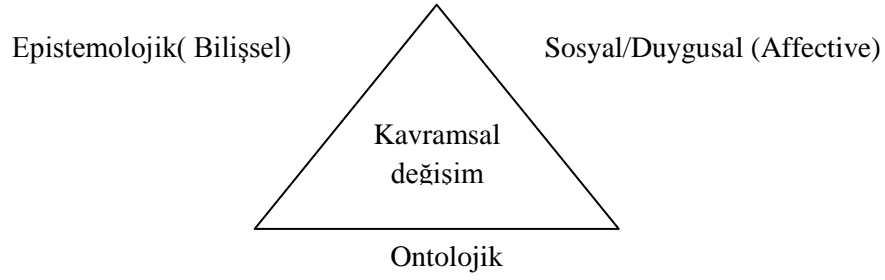 Epistemolojik( Bilişsel)
Sosyal/Duygusal (Affective)
Kavramsal
değişim
Ontolojik